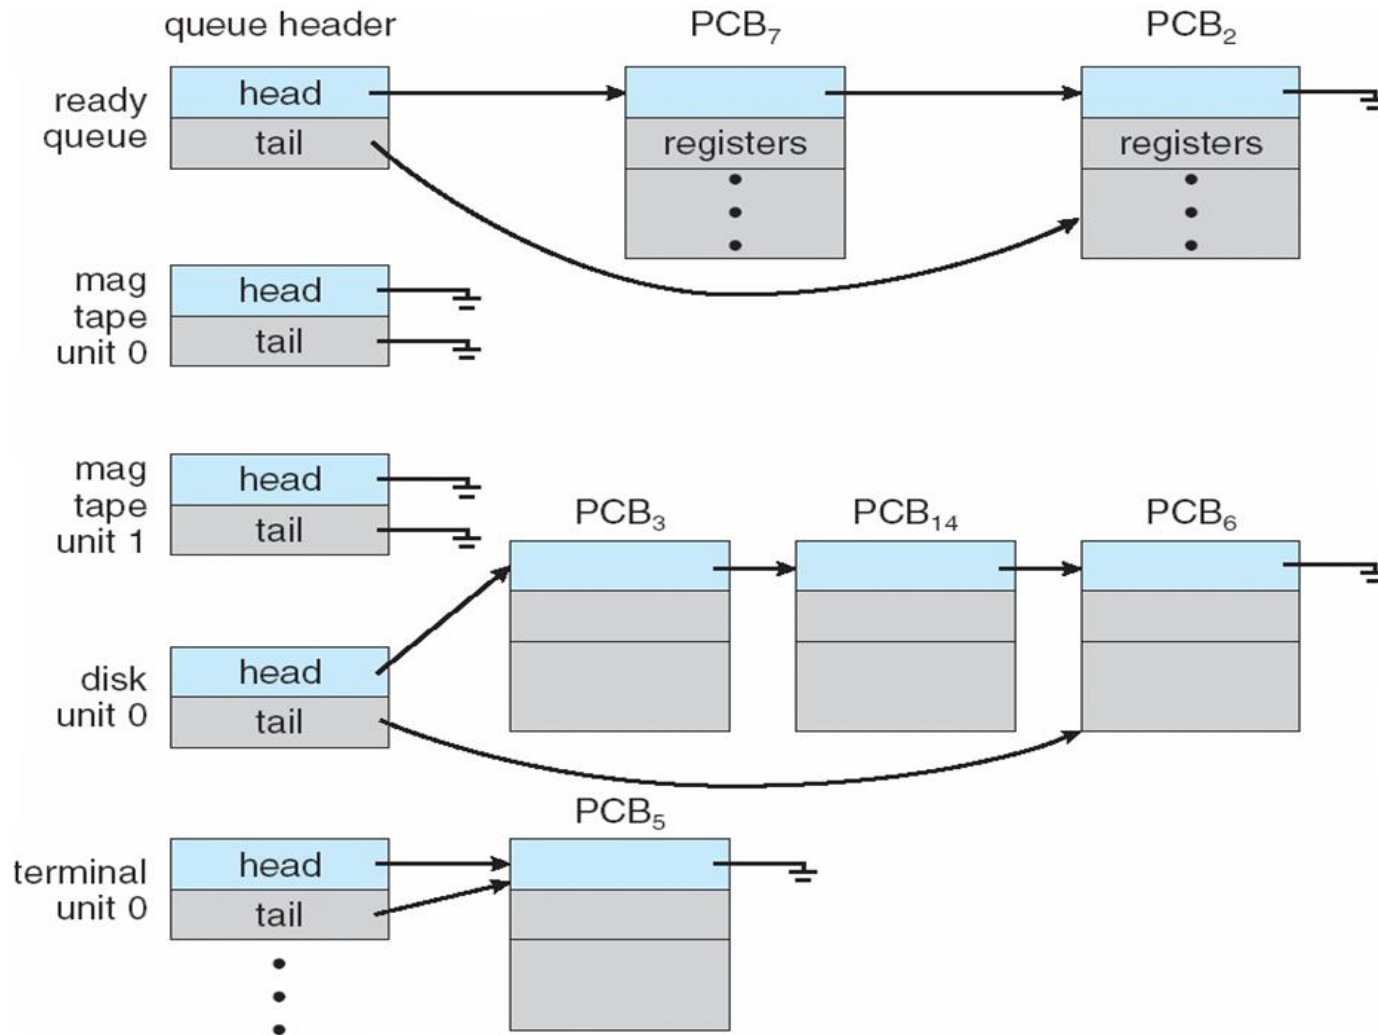 queue header
PCB₇
PCB₂
ready
queue
head
tail
registers
registers
mag
tape
unit 0
head
tail
mag
tape
unit 1
head
tail
PCB₃
PCB₁₄
PCB₆
disk
unit 0
head
tail
PCB₅
terminal
unit 0
head
tail